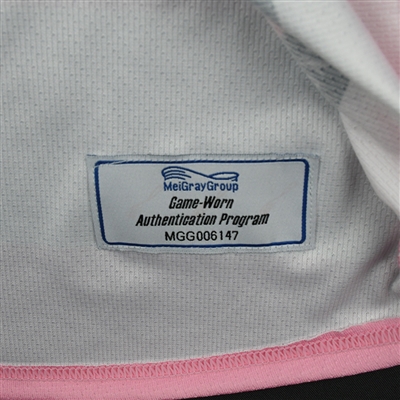 MeiGrayGroup
Game-Worn
Authentication Program
MGG006147